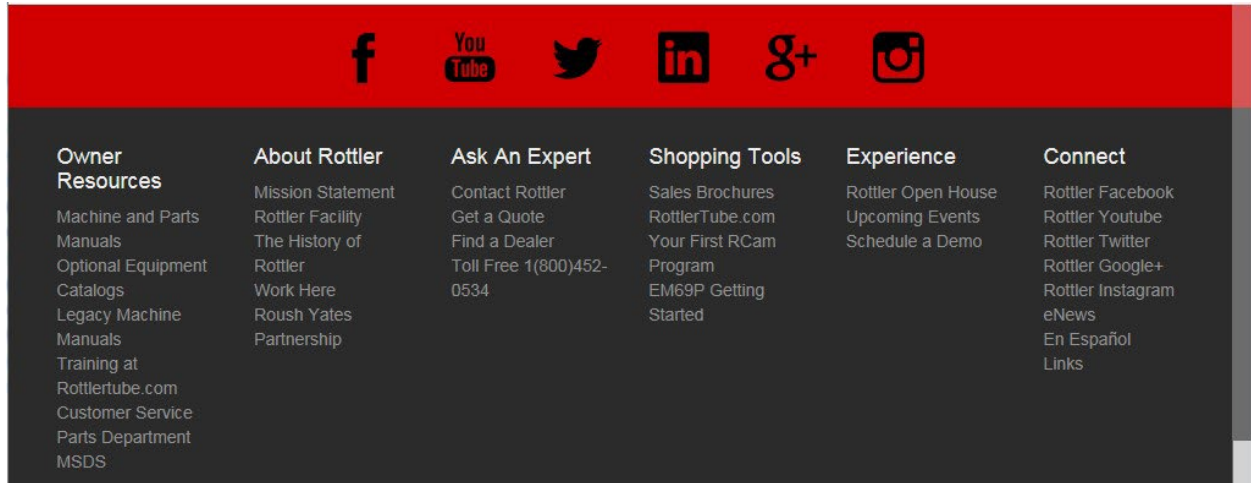 f
You
Tube
in
g+
Owner
Resources
Machine and Parts
Manuals
Optional Equipment
Catalogs
Legacy Machine
Manuals
Training at
Rottlertube.com
Customer Service
Parts Department
MSDS
About Rottler
Mission Statement
Rottler Facility
The History of
Rottler
Work Here
Roush Yates
Partnership
Ask An Expert
Contact Rottler
Get a Quote
Find a Dealer
Toll Free 1(800)452-
0534
Shopping Tools
Sales Brochures
RottlerTube.com
Your First RCam
Program
EM69P Getting
Started
Experience
Rottler Open House
Upcoming Events
Schedule a Demo
Connect
Rottler Facebook
Rottler Youtube
Rottler Twitter
Rottler Google+
Rottler Instagram
eNews
En Español
Links